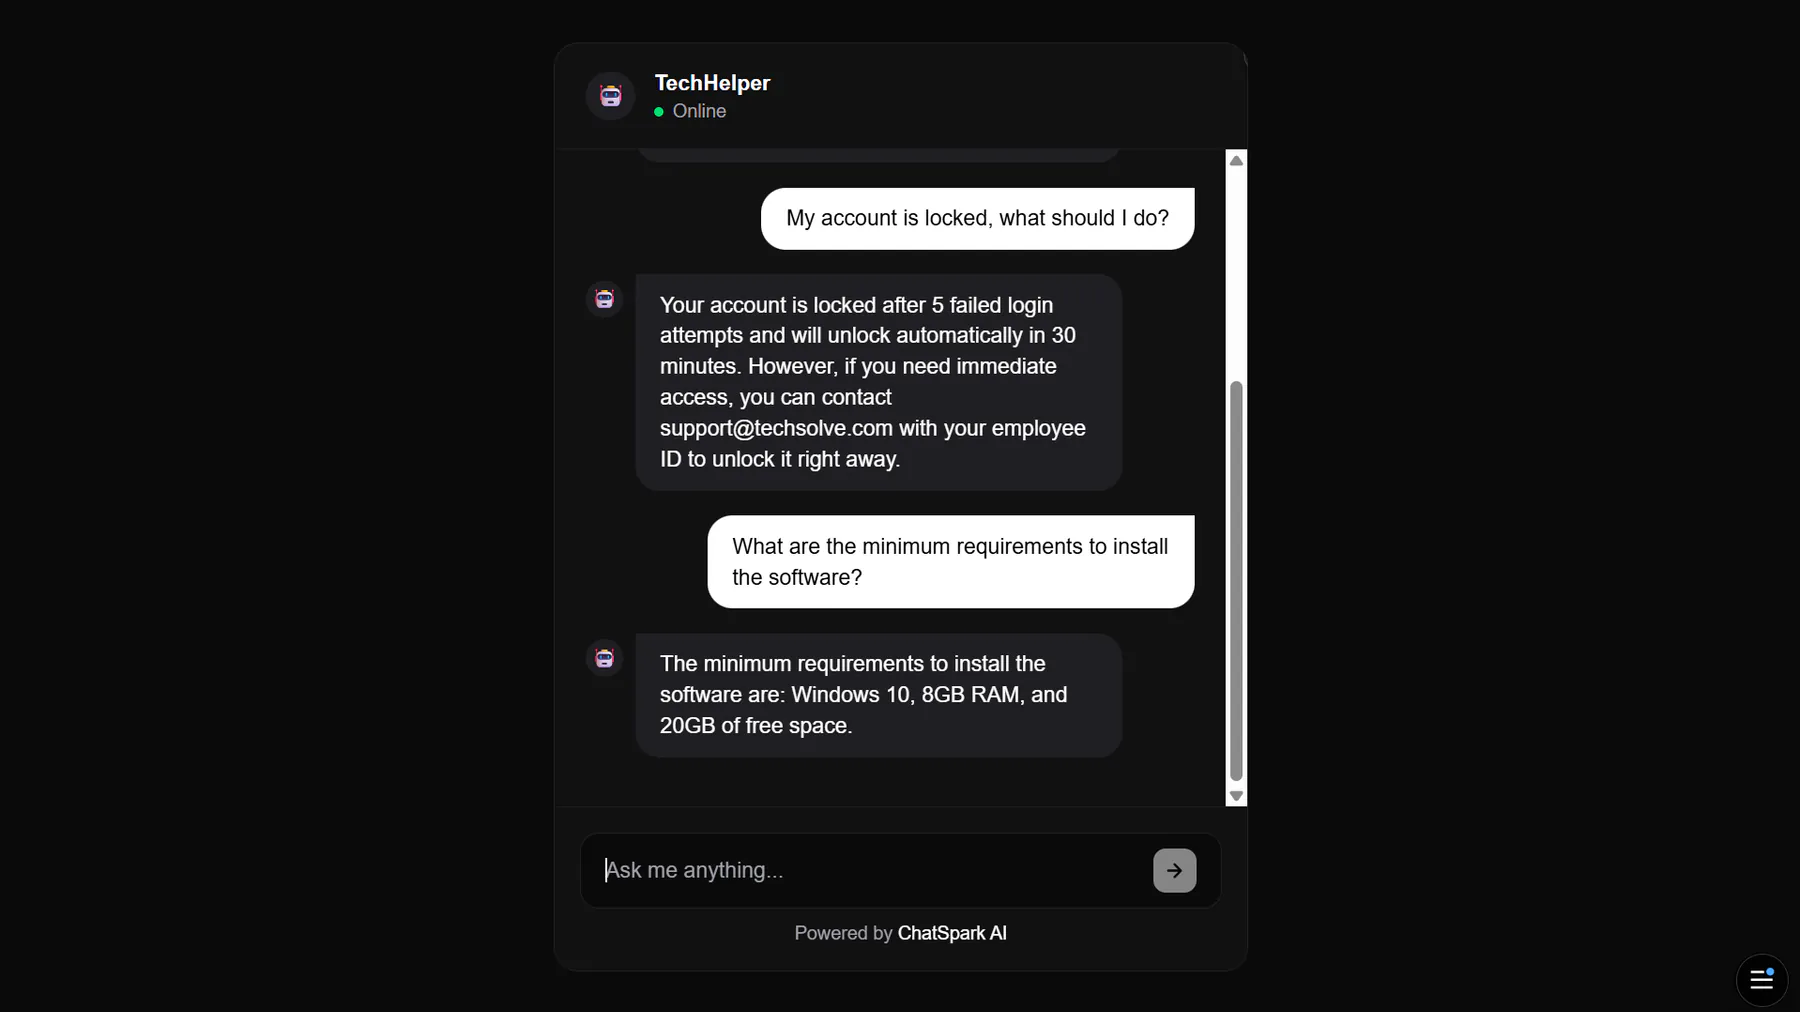 TechHelper
Online
My account is locked, what should I do?
Your account is locked after 5 failed login
attempts and will unlock automatically in 30
minutes. However, if you need immediate
access, you can contact
support@techsolve.com with your employee
ID to unlock it right away.
What are the minimum requirements to install
the software?
The minimum requirements to install the
software are: Windows 10, 8GB RAM, and
20GB of free space.
Ask me anything...
Powered by ChatSpark AI